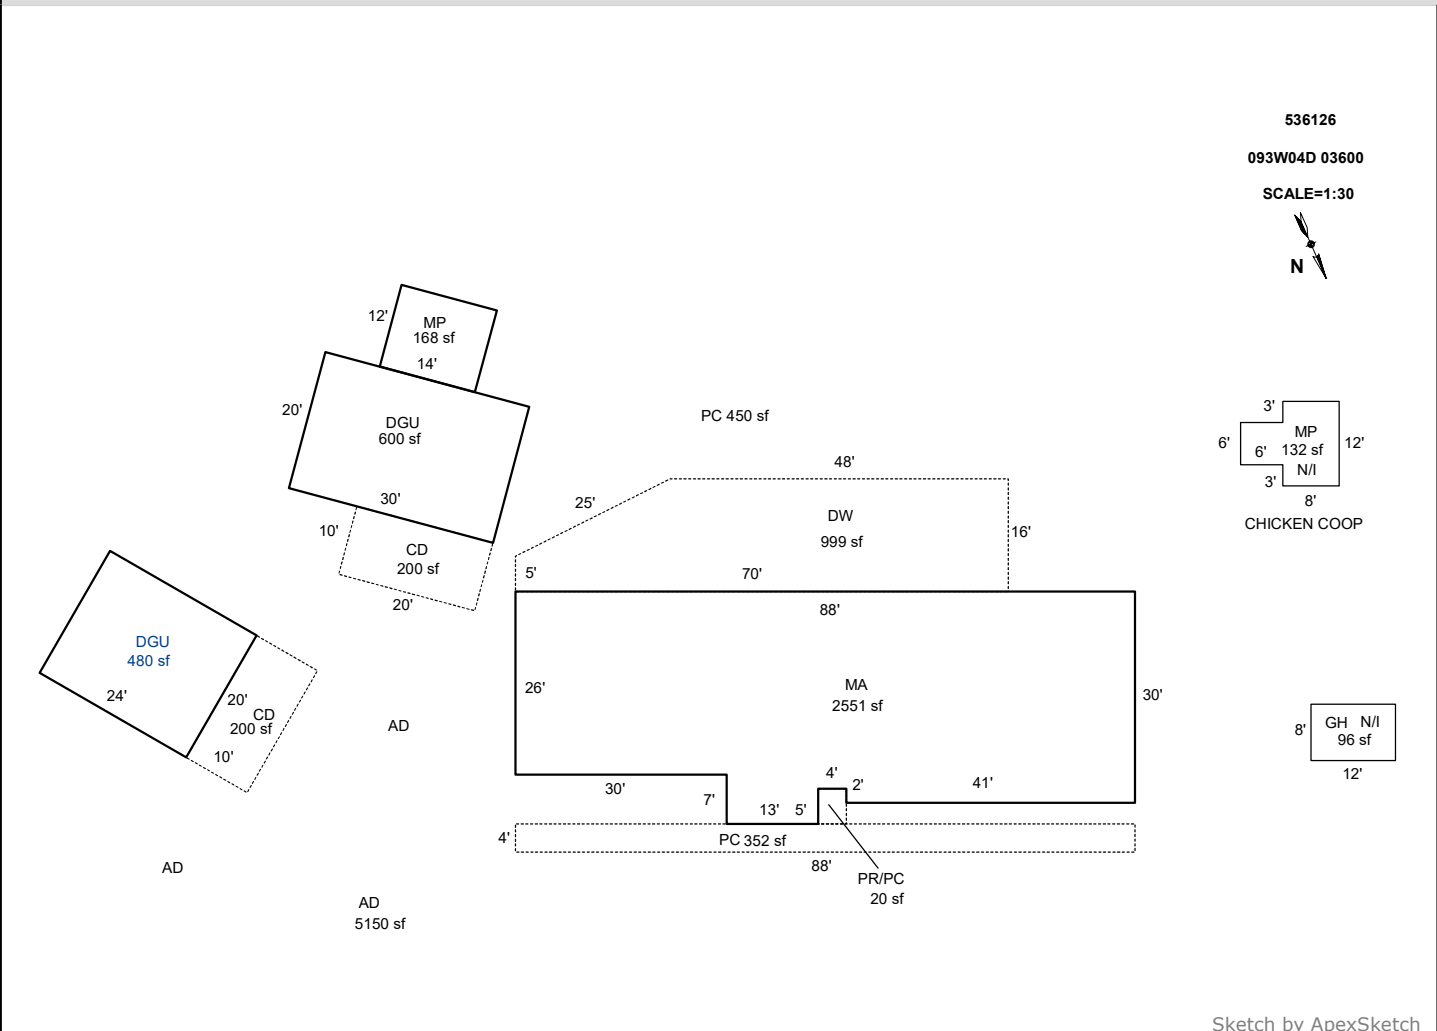 536126
093W04D 03600
SCALE=1:30
N
12'
MP
168 sf
14'
20'
DGU
600 sf
30'
10'
CD
200 sf
20'
PC 450 sf
48'
25'
DW
999 sf
16'
5'
70'
88'
3'
6'
MP
6'
132 sf
12'
N/I
3'
8'
CHICKEN COOP
DGU
480 sf
24'
20'
CD
200 sf
10'
AD
26'
MA
2551 sf
30'
8'
GH N/I
96 sf
12'
30'
7'
13'
5'
4'
2'
41'
4'
PC 352 sf
88'
PR/PC
20 sf
AD
AD
5150 sf
Sketch by ApexSketch